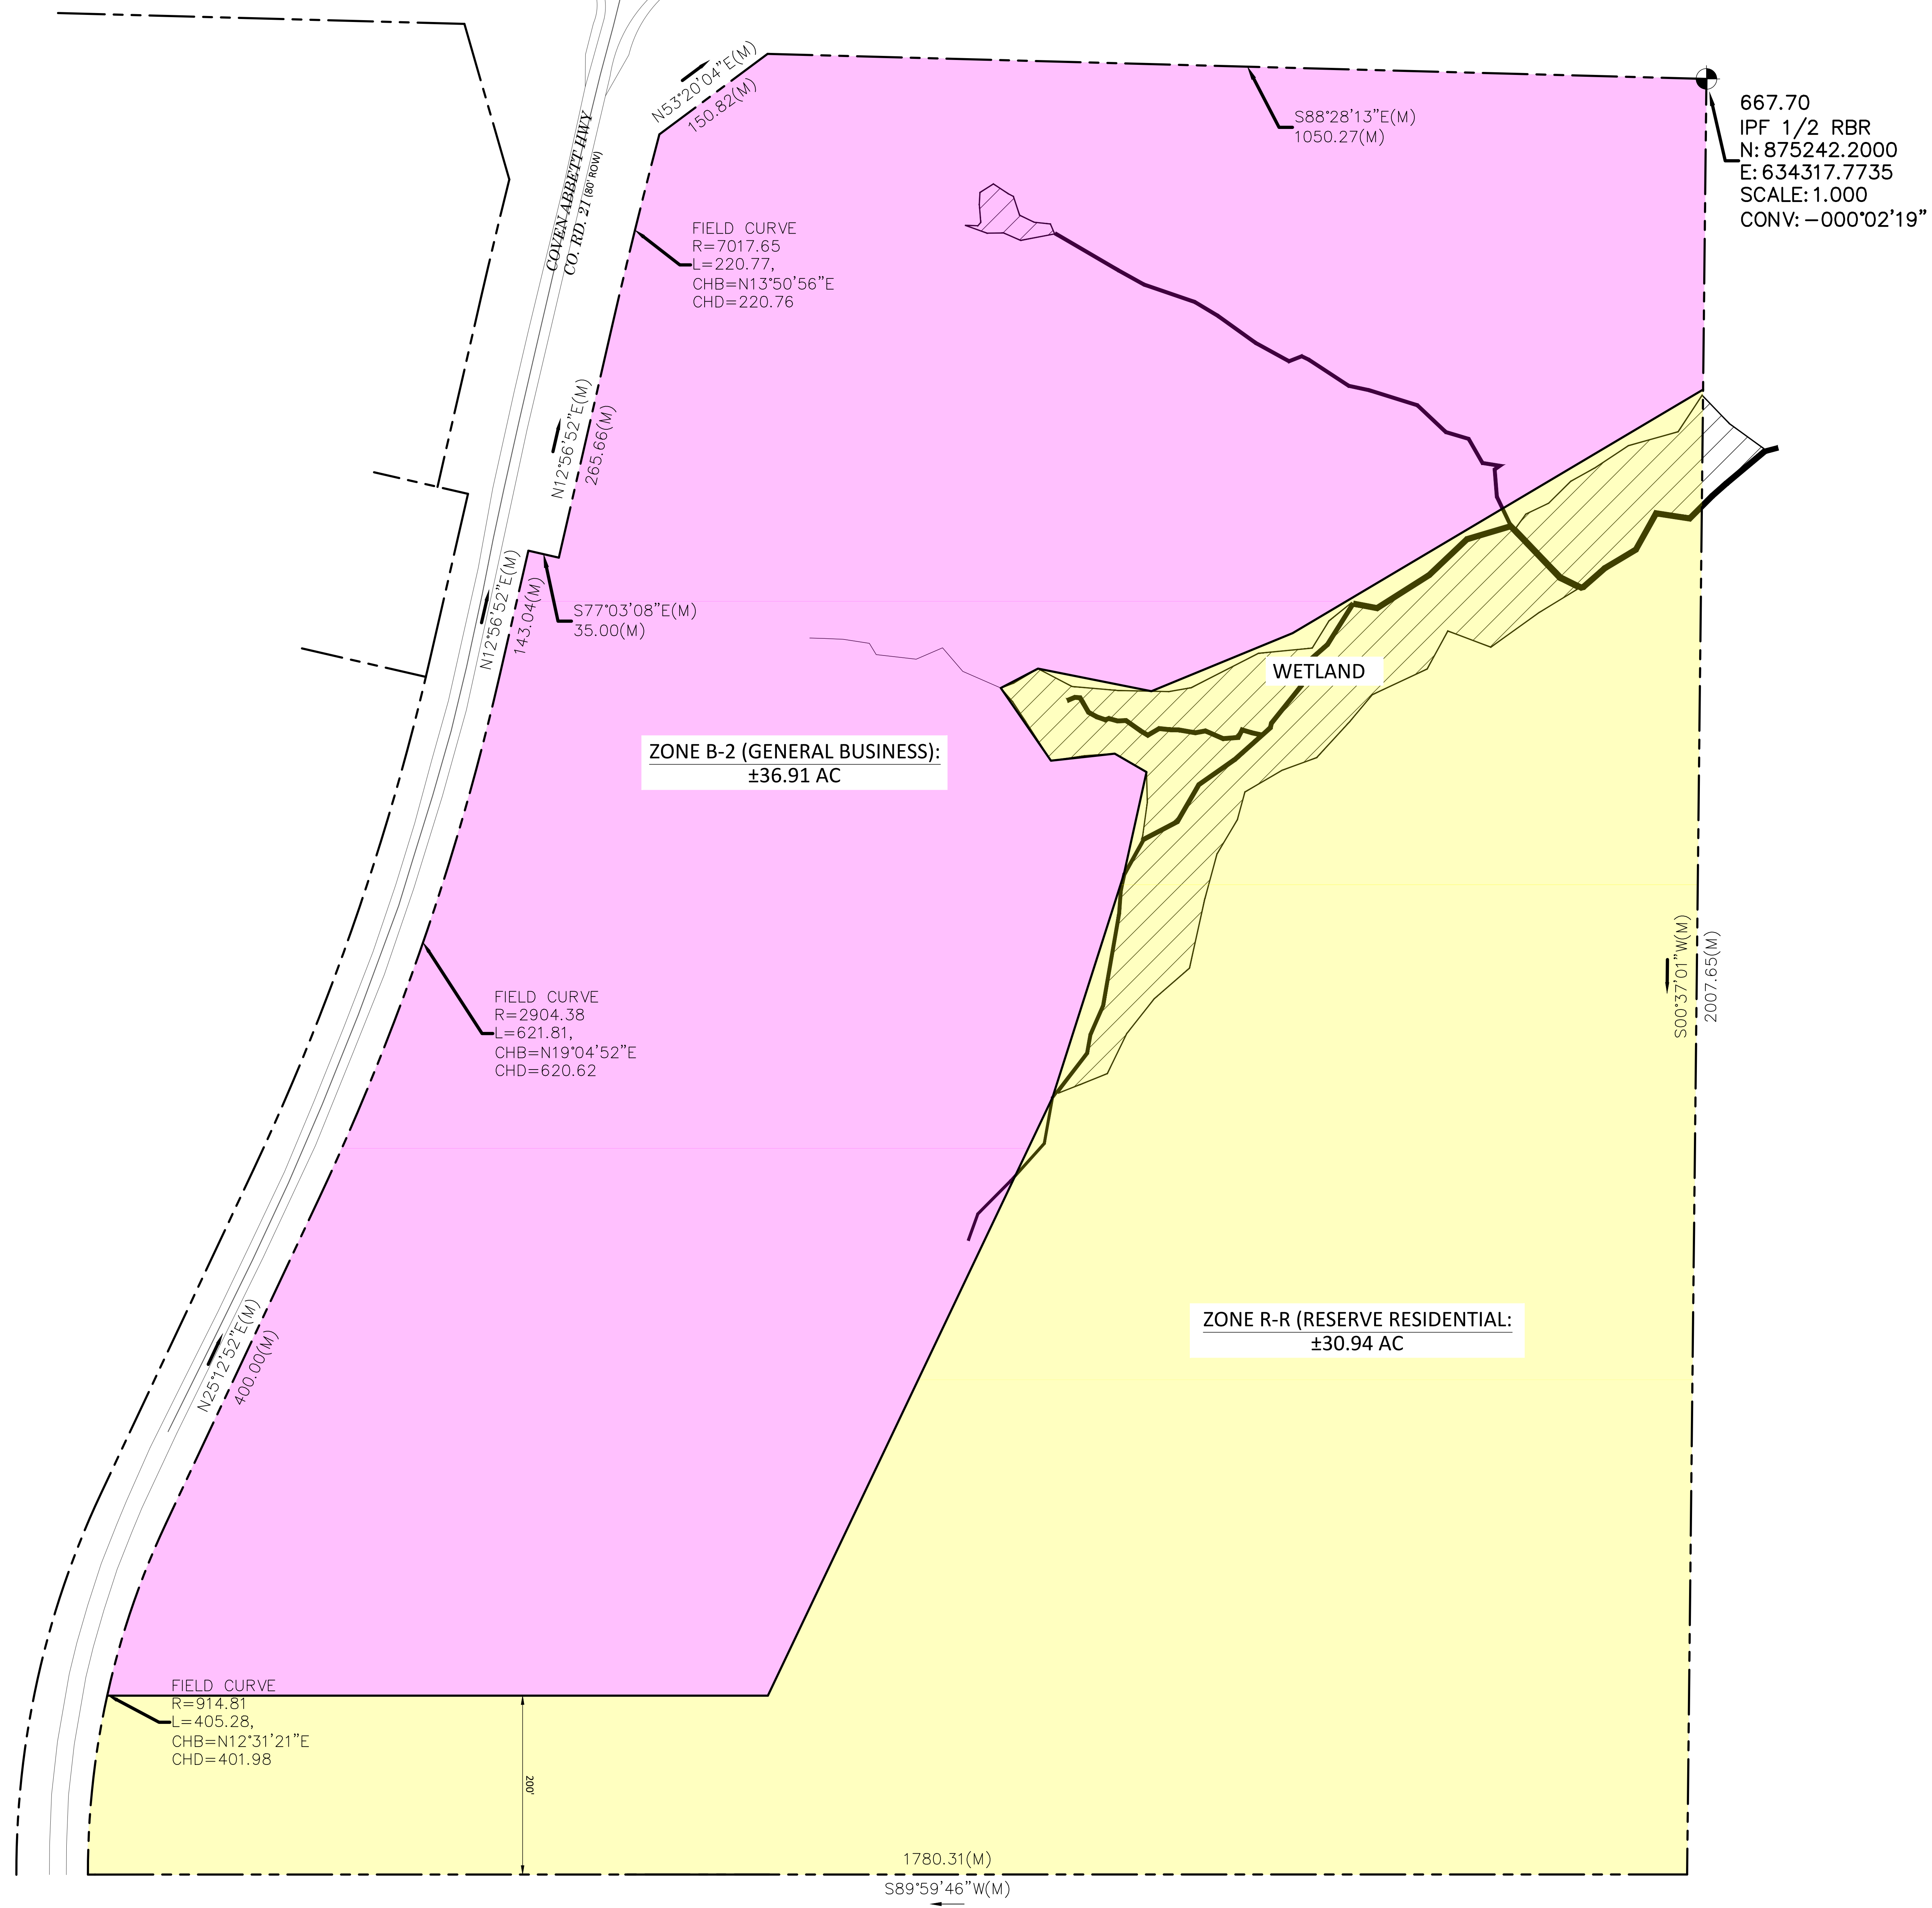 N53°20'04"E(M)
150.82(M)
S88°28'13"E(M)
1050.27(M)
667.70
IPF 1/2 RBR
N: 875242.2000
E: 634317.7735
SCALE: 1.000
CONV: -000°02'19"
COVEN ABBETT HWY
CO. RD. 21 (80' ROW)
FIELD CURVE
R=7017.65
L=220.77,
CHB=N13°50'56"E
CHD=220.76
N12°56'52"E(M)
265.66(M)
N12°56'52"E(M)
143.04(M)
S77°03'08"E(M)
35.00(M)
WETLAND
ZONE B-2 (GENERAL BUSINESS):
±36.91 AC
FIELD CURVE
R=2904.38
L=621.81,
CHB=N19°04'52"E
CHD=620.62
S00°37'01"W(M)
2007.65(M)
ZONE R-R (RESERVE RESIDENTIAL:
±30.94 AC
N25°12'52"E(M)
400.00(M)
FIELD CURVE
R=914.81
L=405.28,
CHB=N12°31'21"E
CHD=401.98
200'
1780.31(M)
S89°59'46"W(M)